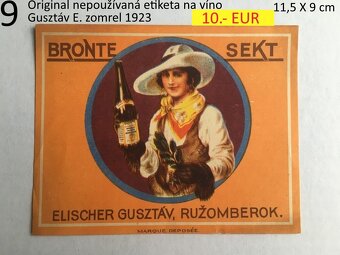 9 Original nepoužívaná etiketa na víno
Gusztáv E. zomrel 1923
10.- EUR
11,5 X 9 cm
BRONTE SEKT
ELISCHER GUSZTÁV, RUŽOMBEROK.
MARQUE DEPOSÉE